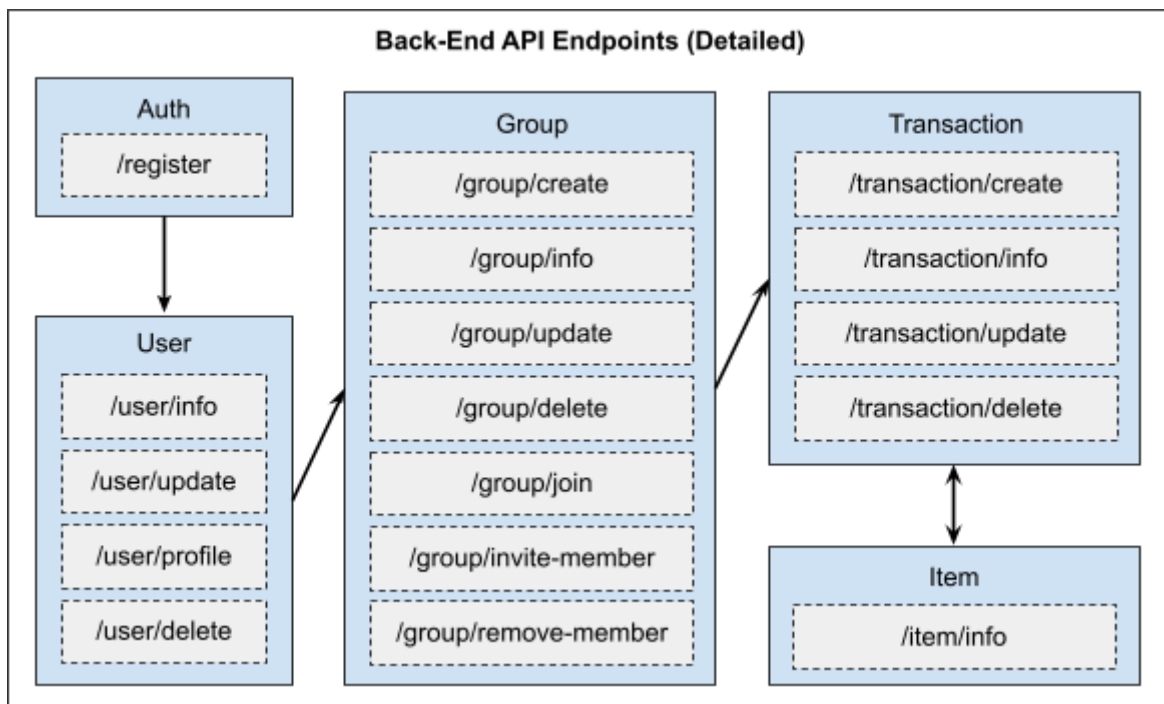 Back-End API Endpoints (Detailed)
Auth
/register
User
/user/info
/user/update
/user/profile
/user/delete
Group
/group/create
/group/info
/group/update
/group/delete
/group/join
/group/invite-member
/group/remove-member
Transaction
/transaction/create
/transaction/info
/transaction/update
/transaction/delete
Item
/item/info